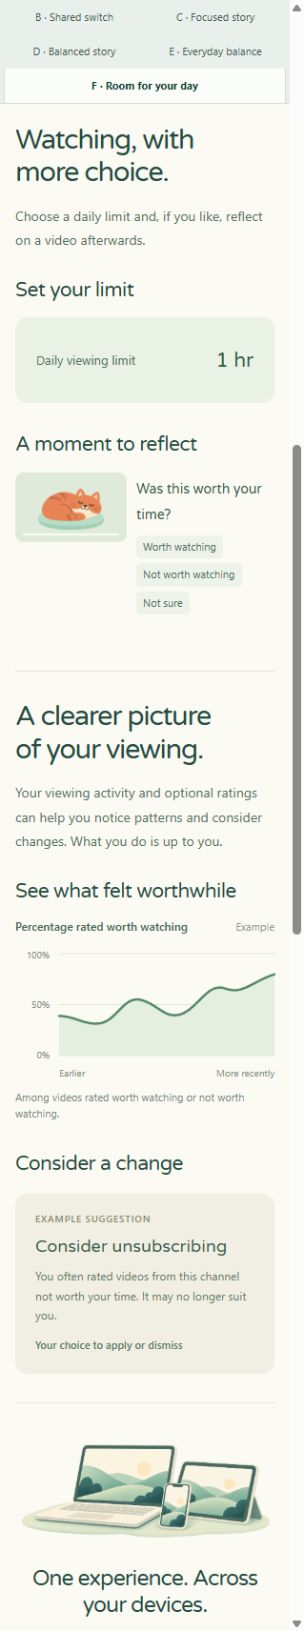 B · Shared switch
C · Focused story
D · Balanced story
E · Everyday balance
F · Room for your day
Watching, with
more choice.
Choose a daily limit and, if you like, reflect
on a video afterwards.
Set your limit
Daily viewing limit
1 hr
A moment to reflect
Was this worth your
time?
Worth watching
Not worth watching
Not sure
A clearer picture
of your viewing.
Your viewing activity and optional ratings
can help you notice patterns and consider
changes. What you do is up to you.
See what felt worthwhile
Percentage rated worth watching
Example
100%
50%
0%
Earlier
More recently
Among videos rated worth watching or not worth
watching.
Consider a change
EXAMPLE SUGGESTION
Consider unsubscribing
You often rated videos from this channel
not worth your time. It may no longer suit
you.
Your choice to apply or dismiss
One experience. Across
your devices.